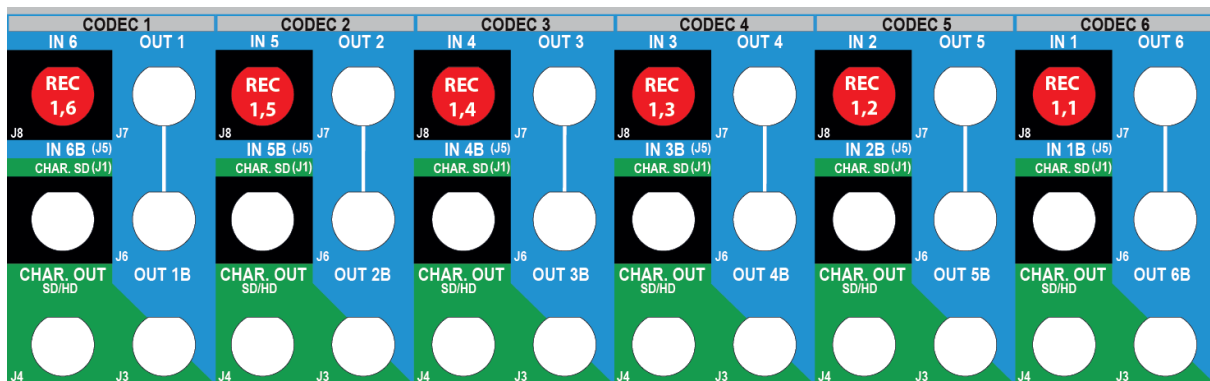 CODEC 1 CODEC 2 CODEC 3 CODEC 4 CODEC 5 CODEC 6
IN 6 OUT 1 IN 5 OUT 2 IN 4 OUT 3 IN 3 OUT 4 IN 2 OUT 5 IN 1 OUT 6
REC REC REC REC REC REC
1,6 1,5 1,4 1,3 1,2 1,1
J8 J7 J8 J7 J8 J7 J8 J7 J8 J7 J8 J7
IN 6B (J5) IN 5B (J5) IN 4B (J5) IN 3B (J5) IN 2B (J5) IN 1B (J5)
CHAR. SD (J1) CHAR. SD (J1) CHAR. SD (J1) CHAR. SD (J1) CHAR. SD (J1) CHAR. SD (J1)
J6 J6 J6 J6 J6 J6
CHAR. OUT OUT 1B CHAR. OUT OUT 2B CHAR. OUT OUT 3B CHAR. OUT OUT 4B CHAR. OUT OUT 5B CHAR. OUT OUT 6B
SD/HD SD/HD SD/HD SD/HD SD/HD SD/HD
J4 J3 J4 J3 J4 J3 J4 J3 J4 J3 J4 J3